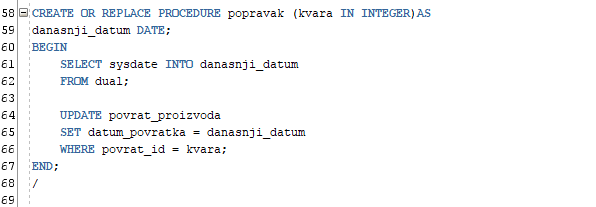 58 CREATE OR REPLACE PROCEDURE popravak (kvara IN INTEGER)AS
59 danasnji_datum DATE;
60 BEGIN
61 SELECT sysdate INTO danasnji_datum
62 FROM dual;
63
64 UPDATE povrat_proizvoda
65 SET datum_povratka = danasnji_datum
66 WHERE povrat_id = kvara;
67 END;
68 /
69